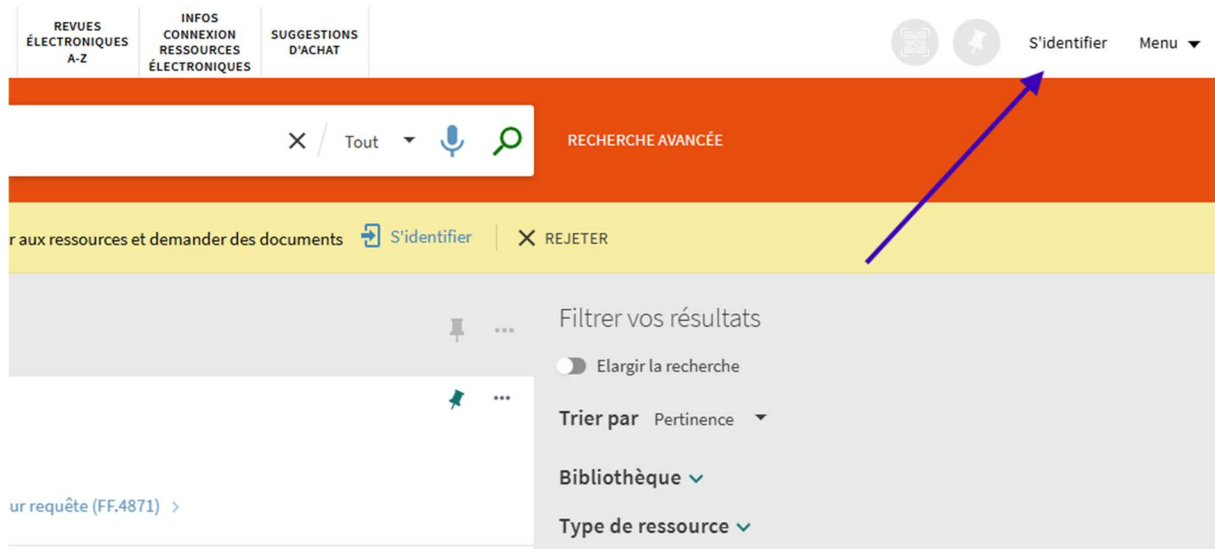 REVUES
ÉLECTRONIQUES
A-Z
INFOS
CONNEXION
RESSOURCES
ÉLECTRONIQUES
SUGGESTIONS
D'ACHAT
S'identifier
Menu
Tout
RECHERCHE AVANCÉE
r aux ressources et demander des documents S'identifier REJETER
Filtrer vos résultats
Elargir la recherche
Trier par Pertinence
Bibliothèque
ur requête (FF.4871)
Type de ressource